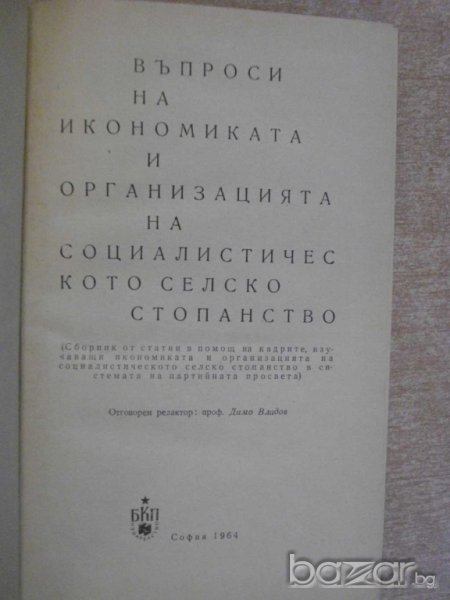 ВЪПРОСИ
НА
ИКОНОМИКАТА
И
ОРГАНИЗАЦИЯТА
НА
СОЦИАЛИСТИЧЕС
КОТО СЕЛСКО
СТОПАНСТВО
(Сборник от статии в помощ на кадрите, изу-
чаващи икономиката и организацията на
социалистическото селско стопанство в си-
стемата на партийната просвета)
Отговорен редактор: проф. Димо Владов
БКП
София 1964
bazar.bg